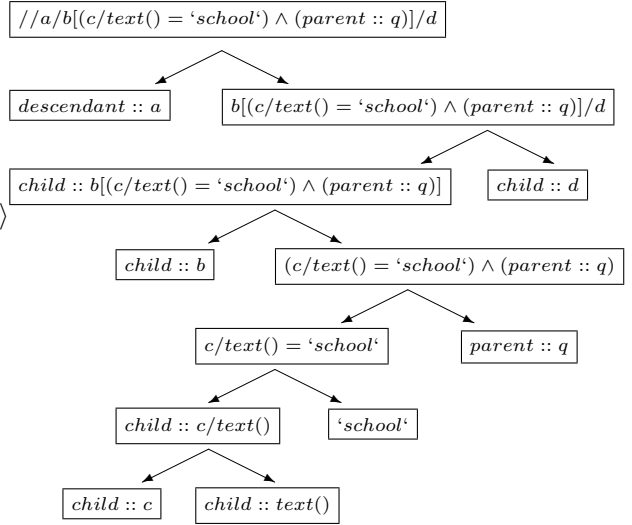 //a/b[(c/text() = ‘school‘) ∧ (parent :: q)]/d
descendant :: a
b[(c/text() = ‘school‘) ∧ (parent :: q)]/d
child :: b[(c/text() = ‘school‘) ∧ (parent :: q)]
child :: d
⟩
child :: b
(c/text() = ‘school‘) ∧ (parent :: q)
c/text() = ‘school‘
parent :: q
child :: c/text()
‘school‘
child :: c
child :: text()